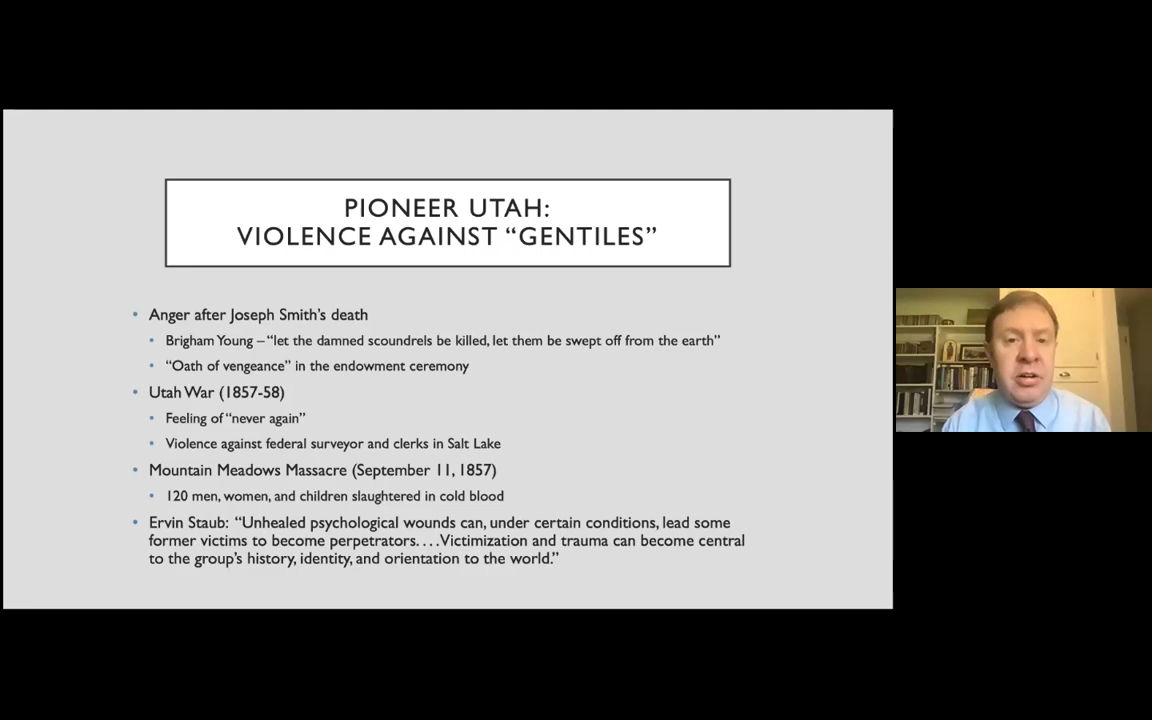 PIONEER UTAH:
VIOLENCE AGAINST “GENTILES”
• Anger after Joseph Smith’s death
• Brigham Young – “let the damned scoundrels be killed, let them be swept off from the earth”
• “Oath of vengeance” in the endowment ceremony
• Utah War (1857-58)
• Feeling of “never again”
• Violence against federal surveyor and clerks in Salt Lake
• Mountain Meadows Massacre (September 11, 1857)
• 120 men, women, and children slaughtered in cold blood
• Ervin Staub: “Unhealed psychological wounds can, under certain conditions, lead some
former victims to become perpetrators. . . .Victimization and trauma can become central
to the group’s history, identity, and orientation to the world.”